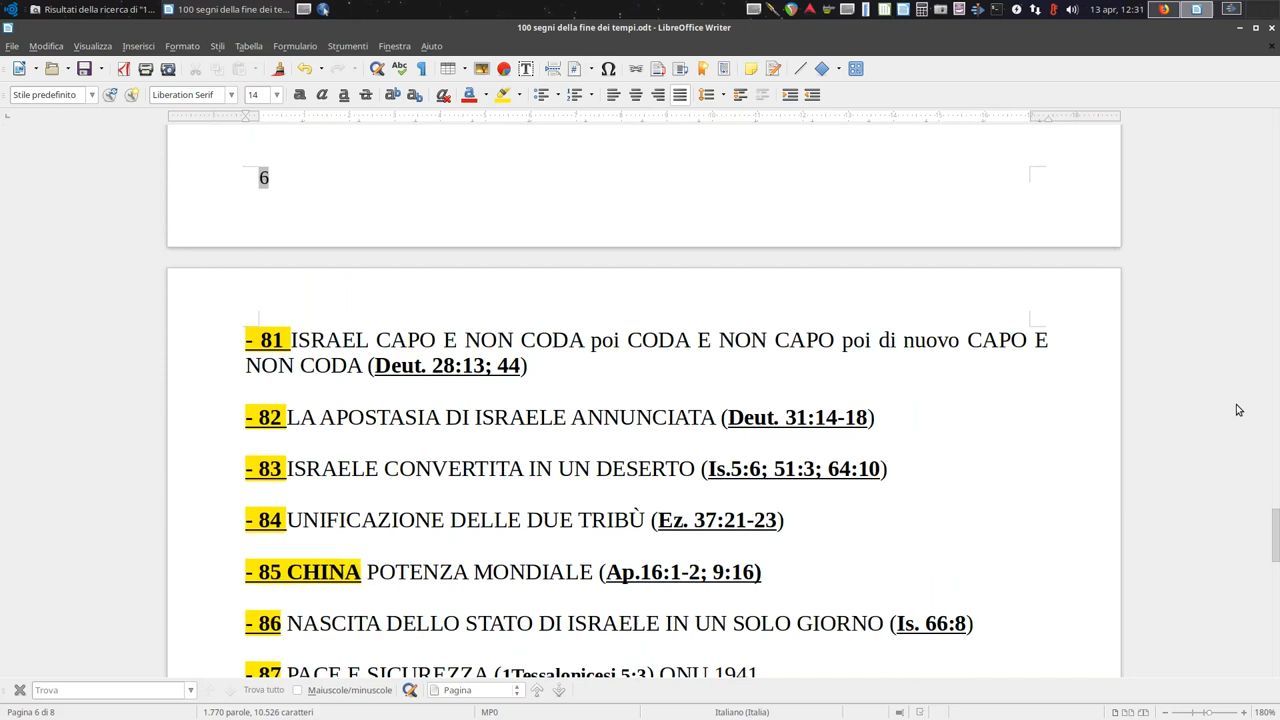 Risultati della ricerca di "1...
100 segni della fine dei te...
13 apr, 12:31
100 segni della fine dei tempi.odt - LibreOffice Writer
File Modifica Visualizza Inserisci Formato Stili Tabella Formulario Strumenti Finestra Aiuto
Stile predefinito Liberation Serif 14
6
- 81 ISRAEL CAPO E NON CODA poi CODA E NON CAPO poi di nuovo CAPO E
NON CODA (Deut. 28:13; 44)
- 82 LA APOSTASIA DI ISRAELE ANNUNCIATA (Deut. 31:14-18)
- 83 ISRAELE CONVERTITA IN UN DESERTO (Is.5:6; 51:3; 64:10)
- 84 UNIFICAZIONE DELLE DUE TRIBÙ (Ez. 37:21-23)
- 85 CHINA POTENZA MONDIALE (Ap.16:1-2; 9:16)
- 86 NASCITA DELLO STATO DI ISRAELE IN UN SOLO GIORNO (Is. 66:8)
- 87 PACE E SICUREZZA (1Tessalonicesi 5:3) ONU 1941
Trova Trova tutto Maiuscole/minuscole Pagina
Pagina 6 di 8 1.770 parole, 10.526 caratteri MP0 Italiano (Italia) 180%